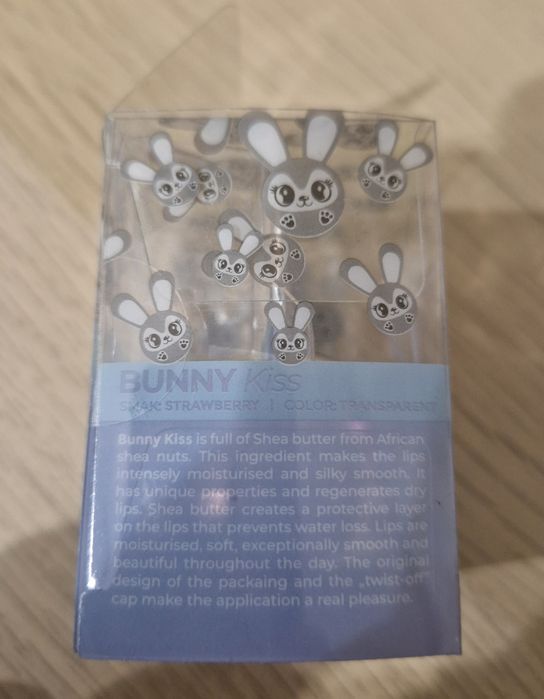 BUNNY Kiss
SMAK: STRAWBERRY | COLOR: TRANSPARENT
Bunny Kiss is full of Shea butter from African
shea nuts. This ingredient makes the lips
intensely moisturised and silky smooth. It
has unique properties and regenerates dry
lips. Shea butter creates a protective layer
on the lips that prevents water loss. Lips are
moisturised, soft, exceptionally smooth and
beautiful throughout the day. The original
design of the packaing and the „twist-off”
cap make the application a real pleasure.